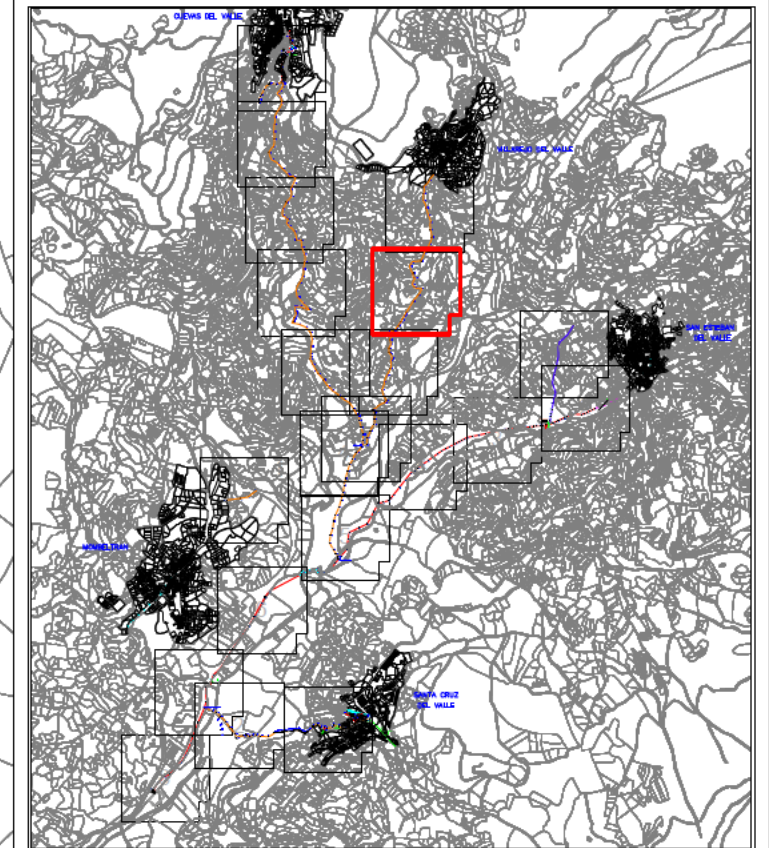 CUEVAS DEL VALLE
VILLAREJO DEL VALLE
SAN ESTEBAN
DEL VALLE
MOMBELTRAN
SANTA CRUZ
DEL VALLE